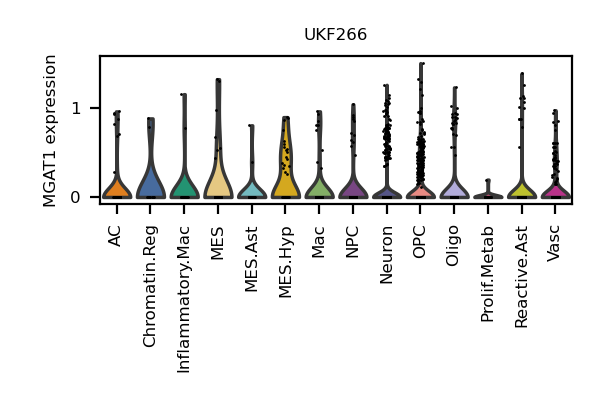 UKF266
MGAT1 expression
1
0
AC
Chromatin.Reg
Inflammatory.Mac
MES
MES.Ast
MES.Hyp
Mac
NPC
Neuron
OPC
Oligo
Prolif.Metab
Reactive.Ast
Vasc